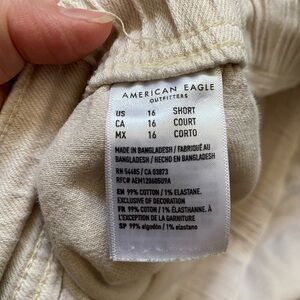 AMERICAN EAGLE
OUTFITTERS
US 16 SHORT
CA 16 COURT
MX 16 CORTO
MADE IN BANGLADESH / FABRIQUÉ AU
BANGLADESH / HECHO EN BANGLADESH
RN 54485 / CA 03873
RFC# AEM120605U9A
EN 99% COTTON / 1% ELASTANE.
EXCLUSIVE OF DECORATION
FR 99% COTON / 1% ÉLASTHANNE. À
L'EXCEPTION DE LA GARNITURE
SP 99% algodón / 1% elastano